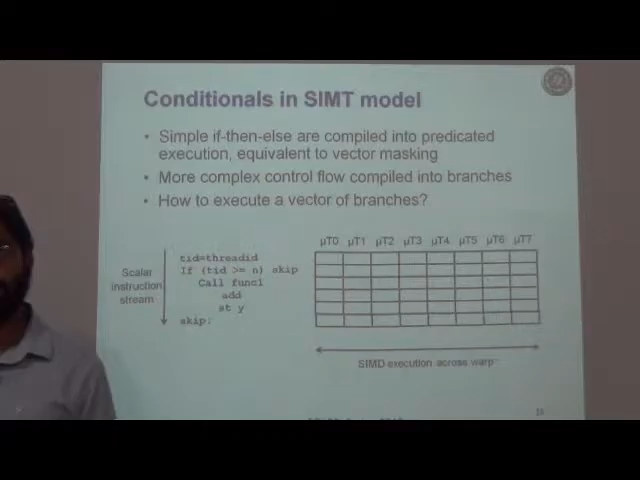 Conditionals in SIMT model
• Simple if-then-else are compiled into predicated
execution, equivalent to vector masking
• More complex control flow compiled into branches
• How to execute a vector of branches?
µT0 µT1 µT2 µT3 µT4 µT5 µT6 µT7
Scalar
instruction
stream
tid=threadid
If (tid >= n) skip
Call func1
add
st y
skip:
SIMD execution across warp